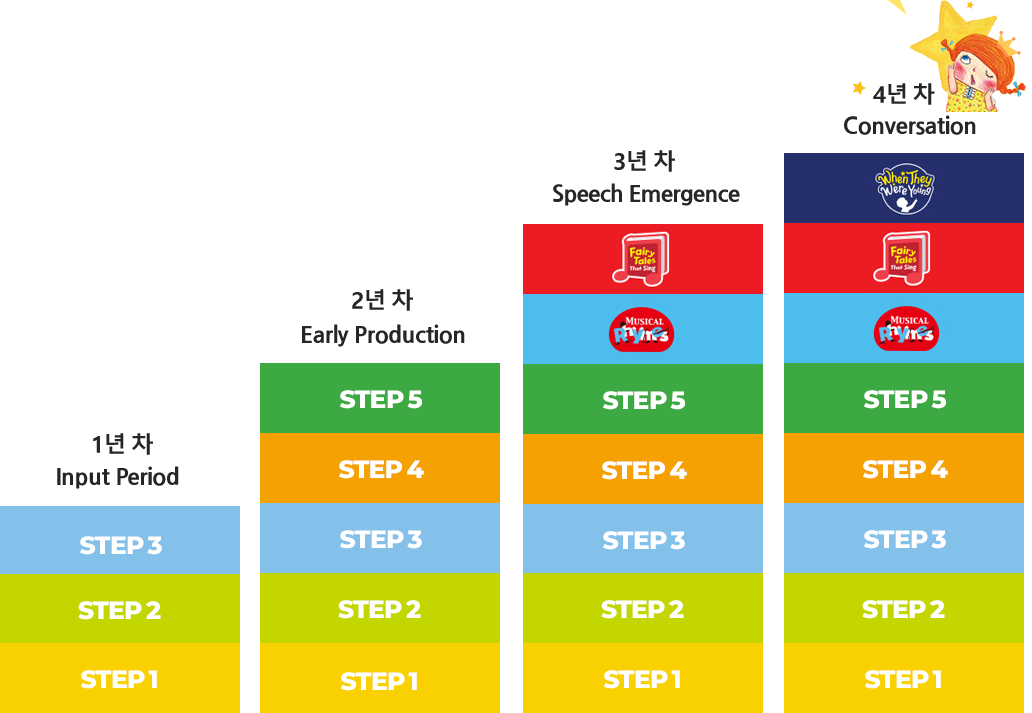 1년 차
Input Period
STEP 3
STEP 2
STEP 1
2년 차
Early Production
STEP 5
STEP 4
STEP 3
STEP 2
STEP 1
3년 차
Speech Emergence
Fairy
Tales
That Sing
MUSICAL
Rhymes
STEP 5
STEP 4
STEP 3
STEP 2
STEP 1
4년 차
Conversation
When They
Were Young
Fairy
Tales
That Sing
MUSICAL
Rhymes
STEP 5
STEP 4
STEP 3
STEP 2
STEP 1